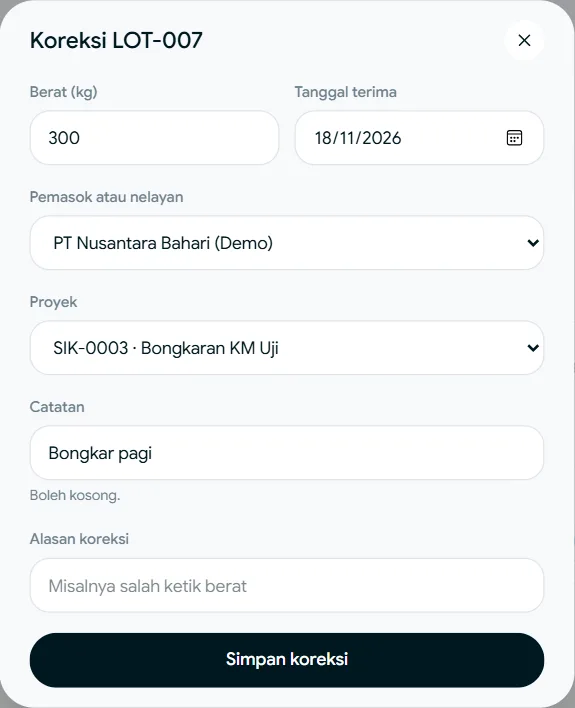 Koreksi LOT-007
Berat (kg)
Tanggal terima
300
18/11/2026
Pemasok atau nelayan
PT Nusantara Bahari (Demo)
Proyek
SIK-0003 · Bongkaran KM Uji
Catatan
Bongkar pagi
Boleh kosong.
Alasan koreksi
Misalnya salah ketik berat
Simpan koreksi